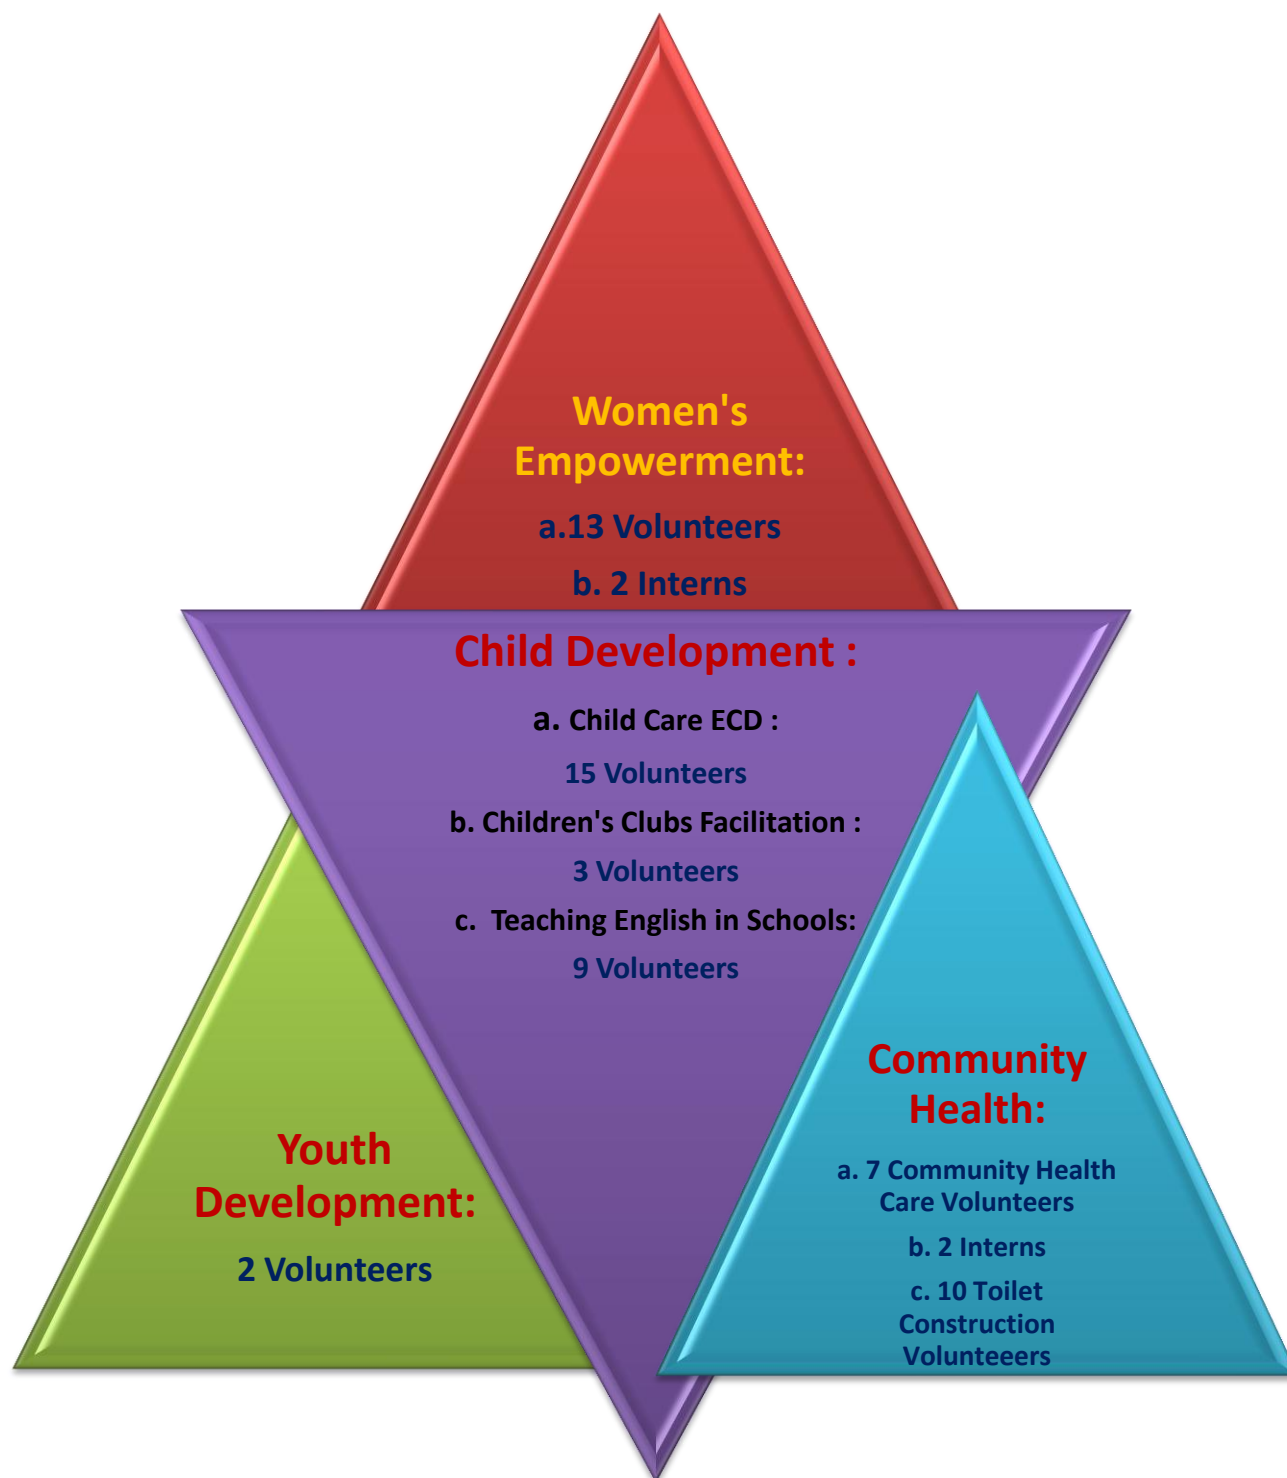 Women's
Empowerment:
a.13 Volunteers
b. 2 Interns
Child Development :
a. Child Care ECD :
15 Volunteers
b. Children's Clubs Facilitation :
3 Volunteers
c.  Teaching English in Schools:
9 Volunteers
Youth
Development:
2 Volunteers
Community
Health:
a. 7 Community Health
Care Volunteers
b. 2 Interns
c. 10 Toilet
Construction
Volunteeers